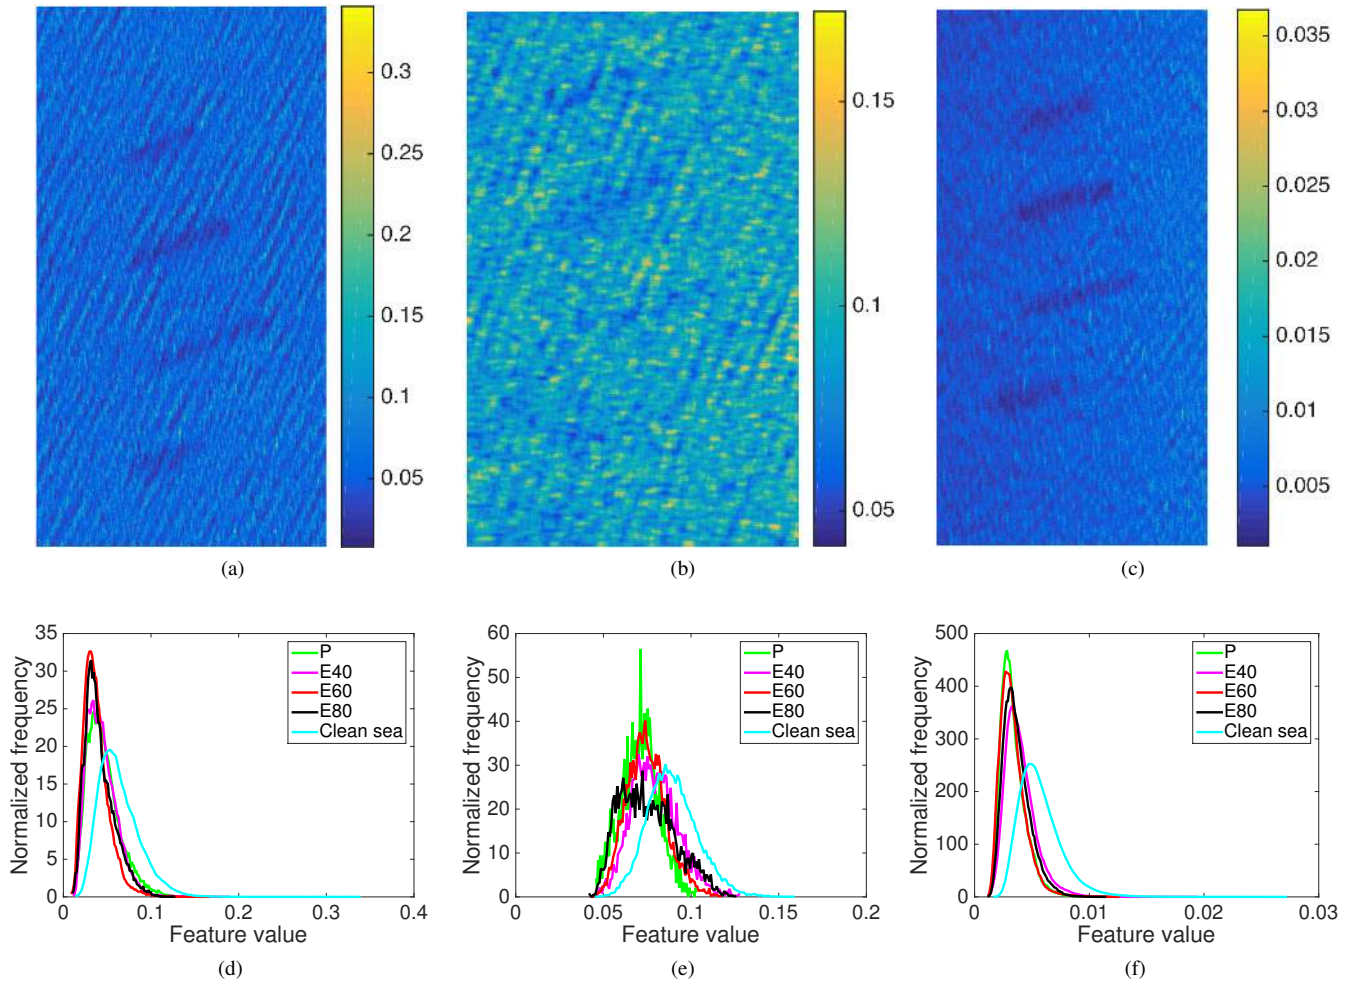 0.3
0.25
0.2
0.15
0.1
0.05
(a)
0.15
0.1
0.05
(b)
0.035
0.03
0.025
0.02
0.015
0.01
0.005
(c)
Normalized frequency
35
30
25
20
15
10
5
0
0 0.1 0.2 0.3 0.4
Feature value
P
E40
E60
E80
Clean sea
(d)
Normalized frequency
60
50
40
30
20
10
0
0 0.05 0.1 0.15 0.2
Feature value
P
E40
E60
E80
Clean sea
(e)
Normalized frequency
500
400
300
200
100
0
0 0.01 0.02 0.03
Feature value
P
E40
E60
E80
Clean sea
(f)